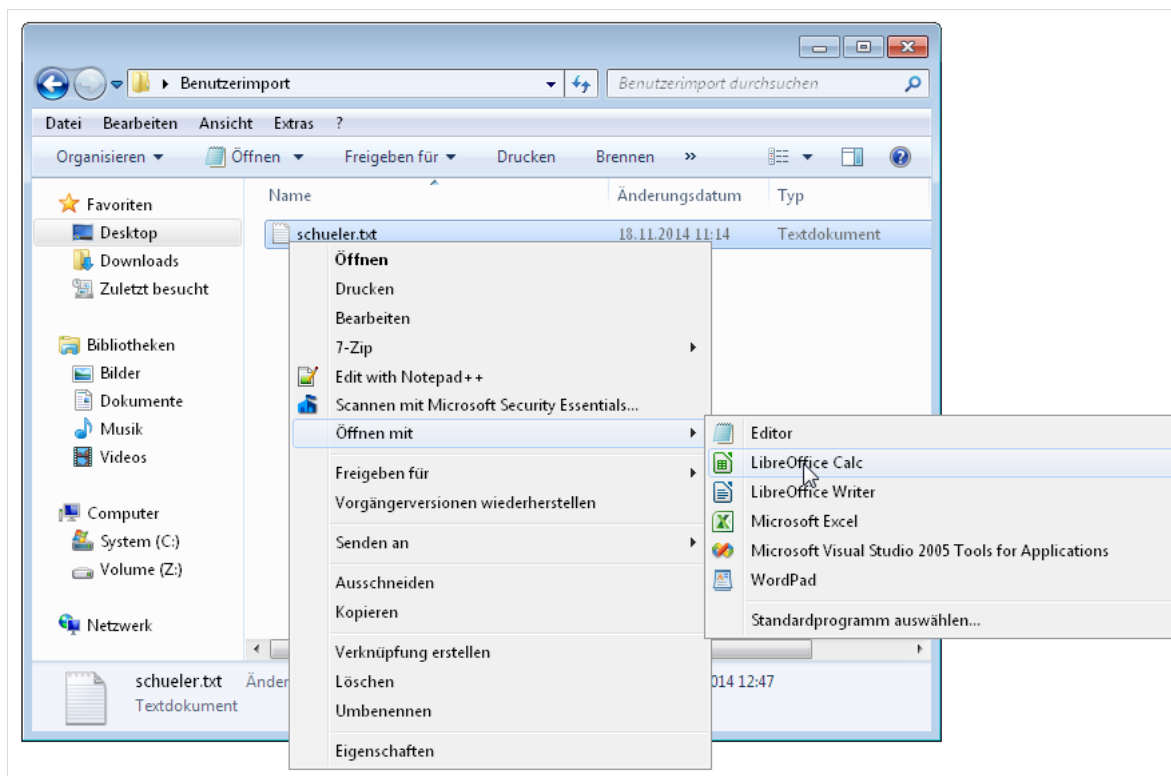 Benutzerimport
Benutzerimport durchsuchen
Datei Bearbeiten Ansicht Extras ?
Organisieren Öffnen Freigeben für Drucken Brennen »
Name Änderungsdatum Typ
Favoriten
Desktop
Downloads
Zuletzt besucht
Bibliotheken
Bilder
Dokumente
Musik
Videos
Computer
System (C:)
Volume (Z:)
Netzwerk
schueler.txt 18.11.2014 11:14 Textdokument
Öffnen
Drucken
Bearbeiten
7-Zip
Edit with Notepad++
Scannen mit Microsoft Security Essentials...
Öffnen mit
Freigeben für
Vorgängerversionen wiederherstellen
Senden an
Ausschneiden
Kopieren
Verknüpfung erstellen
Löschen
Umbenennen
Eigenschaften
Editor
LibreOffice Calc
LibreOffice Writer
Microsoft Excel
Microsoft Visual Studio 2005 Tools for Applications
WordPad
Standardprogramm auswählen...
schueler.txt 12:47
Textdokument